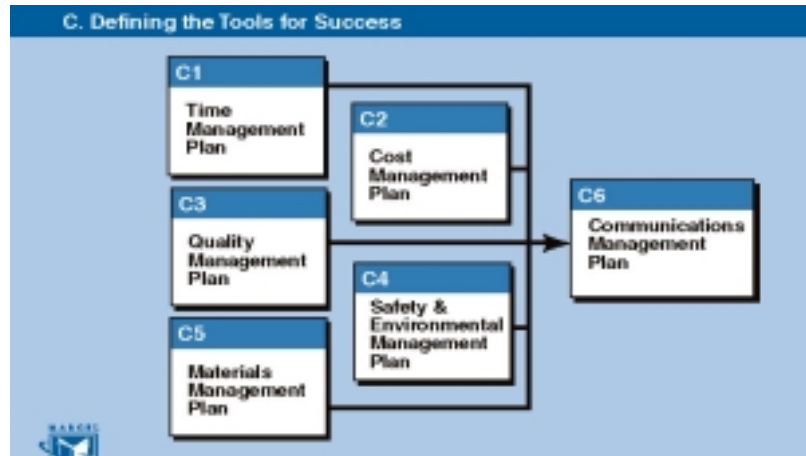 C. Defining the Tools for Success
C1
Time
Management
Plan
C2
Cost
Management
Plan
C3
Quality
Management
Plan
C4
Safety &
Environmental
Management
Plan
C5
Materials
Management
Plan
C6
Communications
Management
Plan